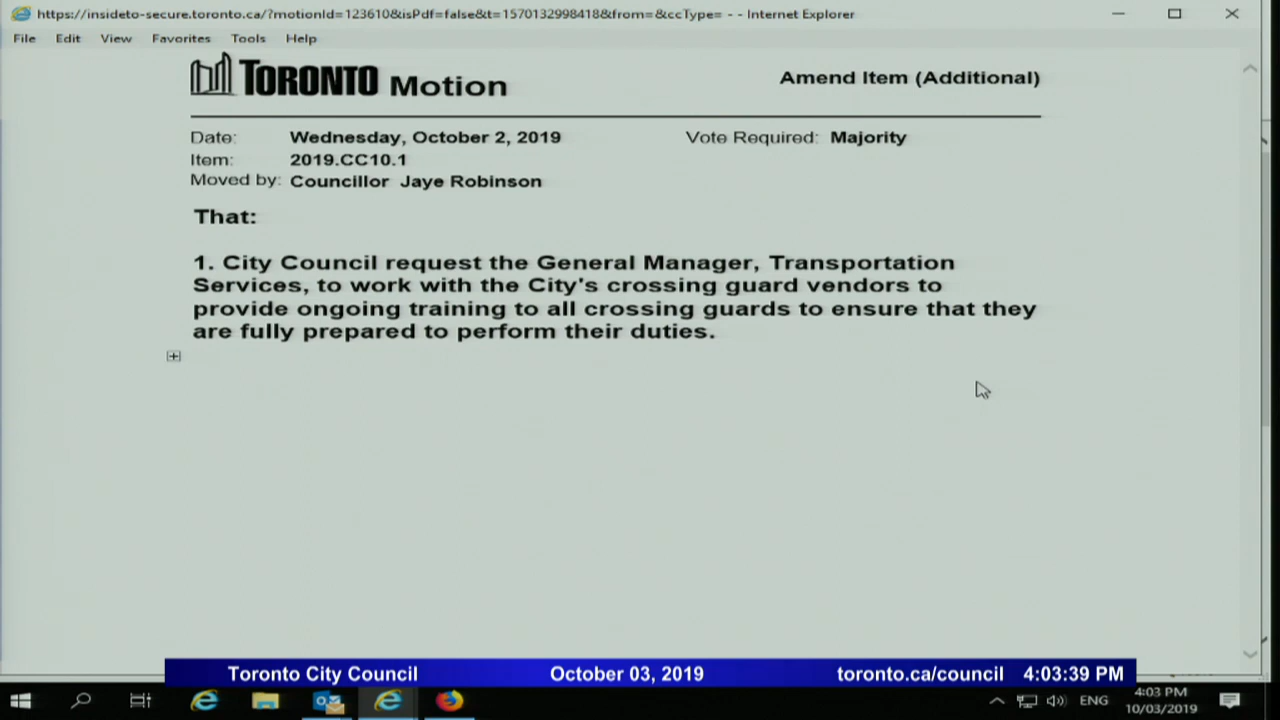 https://insideto-secure.toronto.ca/?motionId=123610&isPdf=false&t=1570132998418&from=&ccType= - - Internet Explorer
File Edit View Favorites Tools Help
TORONTO Motion
Amend Item (Additional)
Date: Wednesday, October 2, 2019
Vote Required: Majority
Item: 2019.CC10.1
Moved by: Councillor Jaye Robinson
That:
1. City Council request the General Manager, Transportation
Services, to work with the City's crossing guard vendors to
provide ongoing training to all crossing guards to ensure that they
are fully prepared to perform their duties.
Toronto City Council October 03, 2019 toronto.ca/council 4:03:39 PM
ENG
4:03 PM
10/03/2019